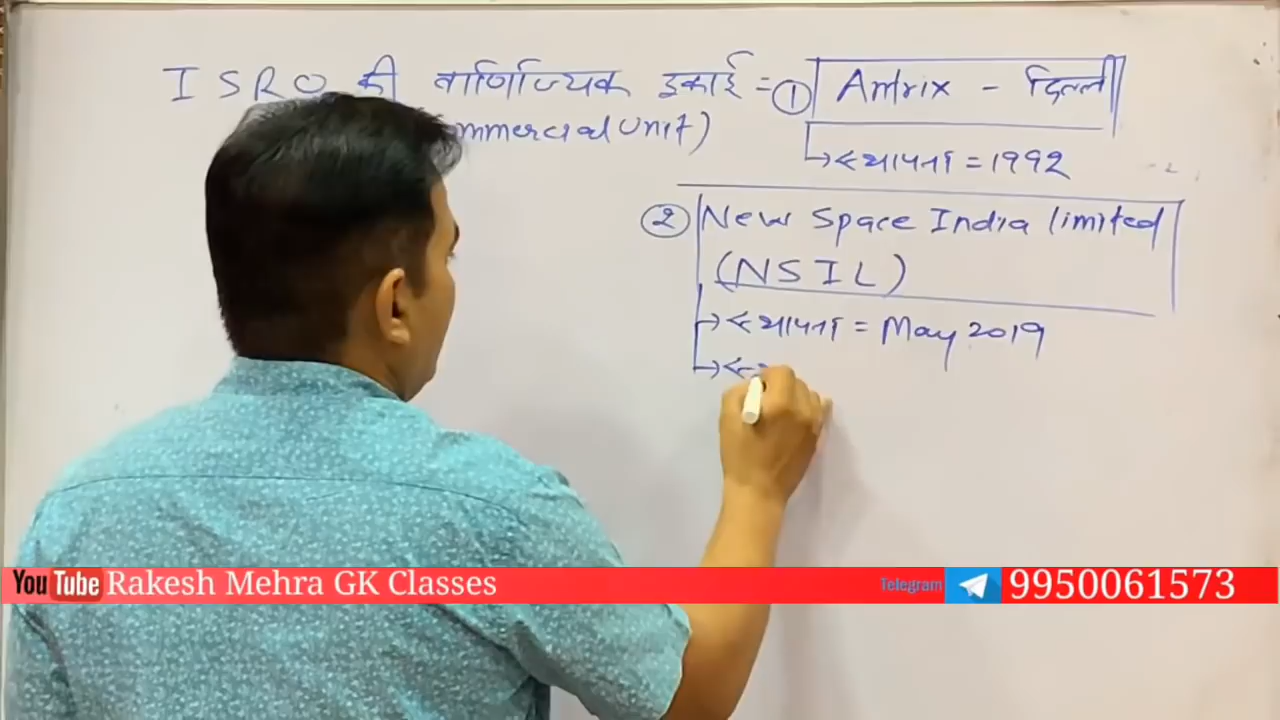 ISRO की वाणिज्यिक इकाई = ① Antrix - दिल्ली
ommercial Unit)
→ स्थापना = 1992
② New Space India limited
(NSIL)
→ स्थापना = May 2019
You Tube Rakesh Mehra GK Classes
Telegram 9950061573